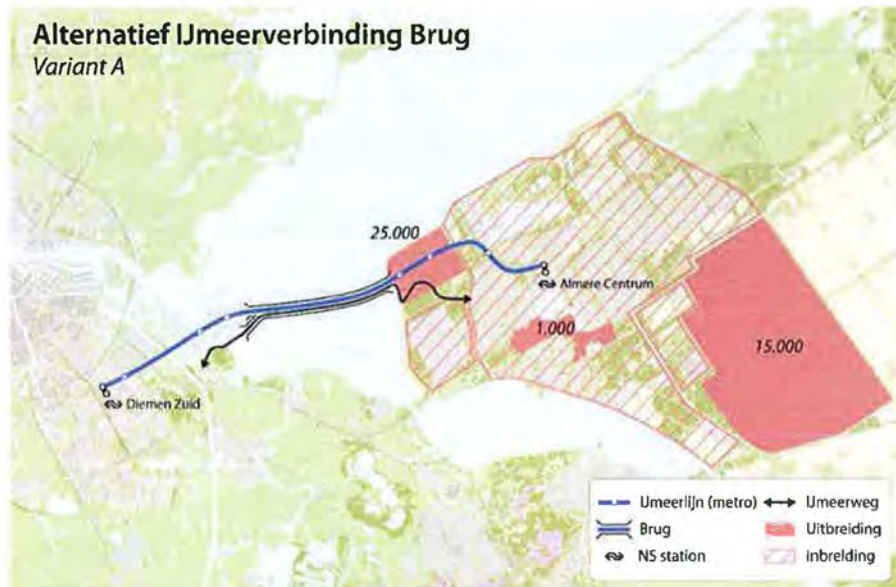 Alternatief IJmeerverbinding Brug
Variant A
25.000
Almere Centrum
1.000
15.000
Diemen Zuid
IJmeerlijn (metro)
IJmeerweg
Brug
Uitbreiding
NS station
inbreiding